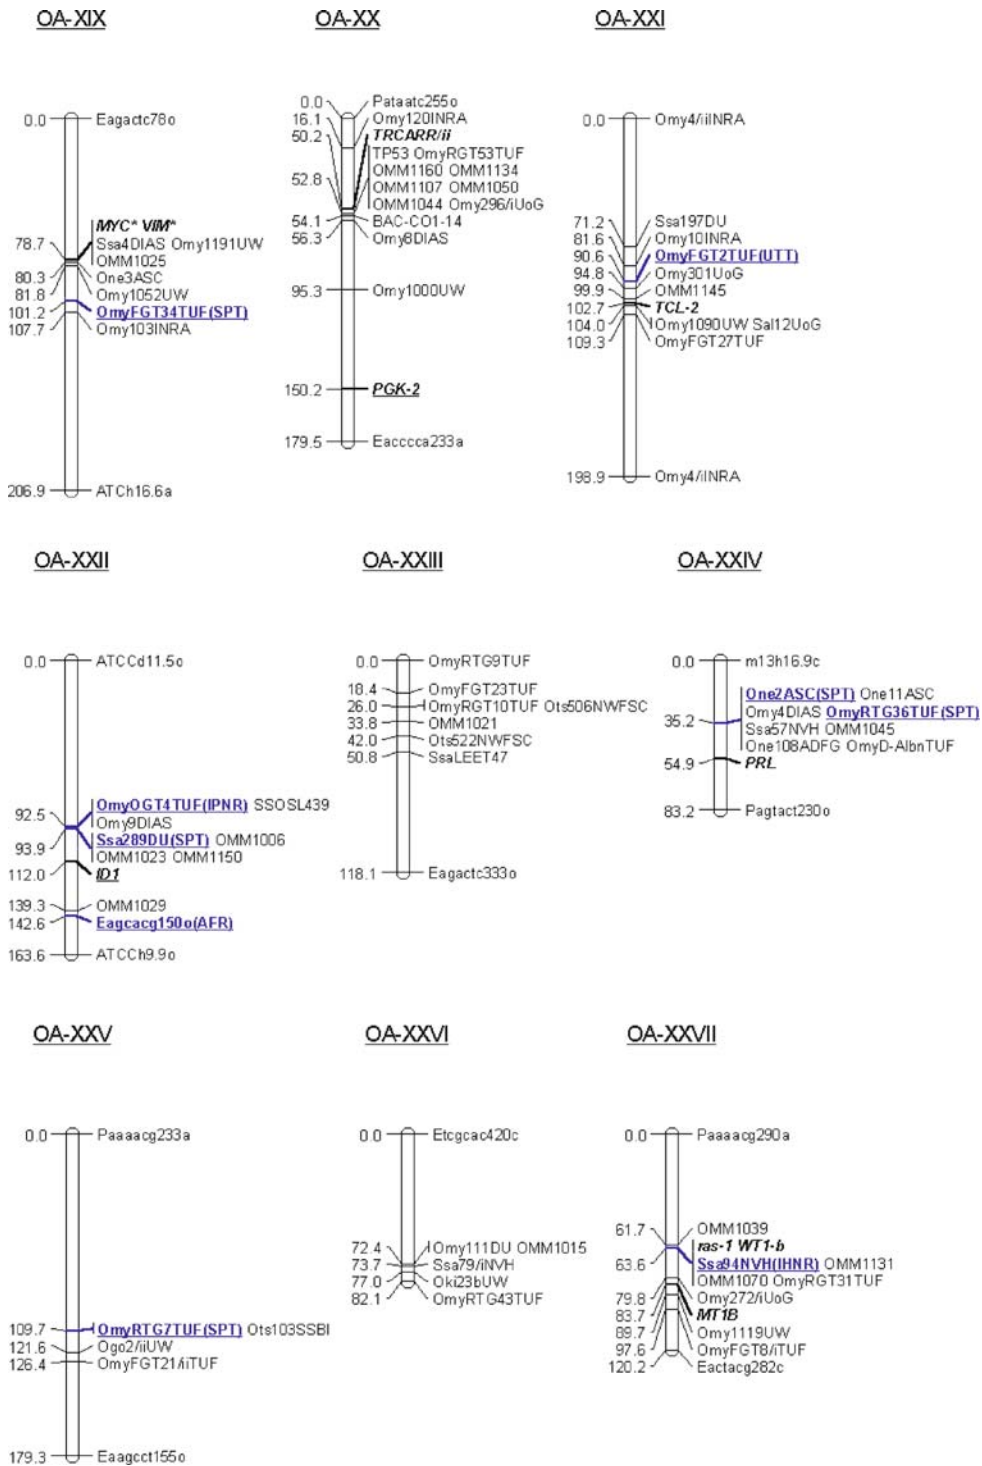 OA-XIX
0.0 Eagactc78o
MYC* VIM*
78.7 Ssa4DIAS Omy1191UW
OMM1025
80.3 One3ASC
81.8 Omy1052UW
101.2 OmyFGT34TUF(SPT)
107.7 Omy103INRA
206.9 ATCh16.6a
OA-XX
0.0 Pataatc255o
16.1 Omy120INRA
50.2 TRCARR/ii
TP53 OmyRGT53TUF
52.8 OMM1160 OMM1134
OMM1107 OMM1050
OMM1044 Omy296/iUoG
54.1 BAC-CO1-14
56.3 Omy8DIAS
95.3 Omy1000UW
150.2 PGK-2
179.5 Eacccca233a
OA-XXI
0.0 Omy4/iiINRA
71.2 Ssa197DU
81.6 Omy10INRA
90.6 OmyFGT2TUF(UTT)
94.8 Omy301UoG
99.9 OMM1145
102.7 TCL-2
104.0 Omy1090UW Sal12UoG
109.3 OmyFGT27TUF
198.9 Omy4/iINRA
OA-XXII
0.0 ATCCd11.5o
92.5 OmyOGT4TUF(IPNR) SSOSL439
Omy9DIAS
93.9 Ssa289DU(SPT) OMM1006
OMM1023 OMM1150
112.0 ID1
139.3 OMM1029
142.6 Eagcacg150o(AFR)
163.6 ATCCh9.9o
OA-XXIII
0.0 OmyRTG9TUF
18.4 OmyFGT23TUF
26.0 OmyRGT10TUF Ots506NWFSC
33.8 OMM1021
42.0 Ots522NWFSC
50.8 SsaLEET47
118.1 Eagactc333o
OA-XXIV
0.0 m13h16.9c
One2ASC(SPT) One11ASC
35.2 Omy4DIAS OmyRTG36TUF(SPT)
Ssa57NVH OMM1045
One108ADFG OmyD-AlbnTUF
54.9 PRL
83.2 Pagtact230o
OA-XXV
0.0 Paaaacg233a
109.7 OmyRTG7TUF(SPT) Ots103SSBI
121.6 Ogo2/iiUW
126.4 OmyFGT21/iiTUF
179.3 Eaagcct155o
OA-XXVI
0.0 Etcgcac420c
72.4 Omy111DU OMM1015
73.7 Ssa79/iNVH
77.0 Oki23bUW
82.1 OmyRTG43TUF
OA-XXVII
0.0 Paaaacg290a
61.7 OMM1039
ras-1 WT1-b
63.6 Ssa94NVH(IHNR) OMM1131
OMM1070 OmyRGT31TUF
79.8 Omy272/iUoG
83.7 MT1B
89.7 Omy1119UW
97.6 OmyFGT8/iTUF
120.2 Eactacg282c